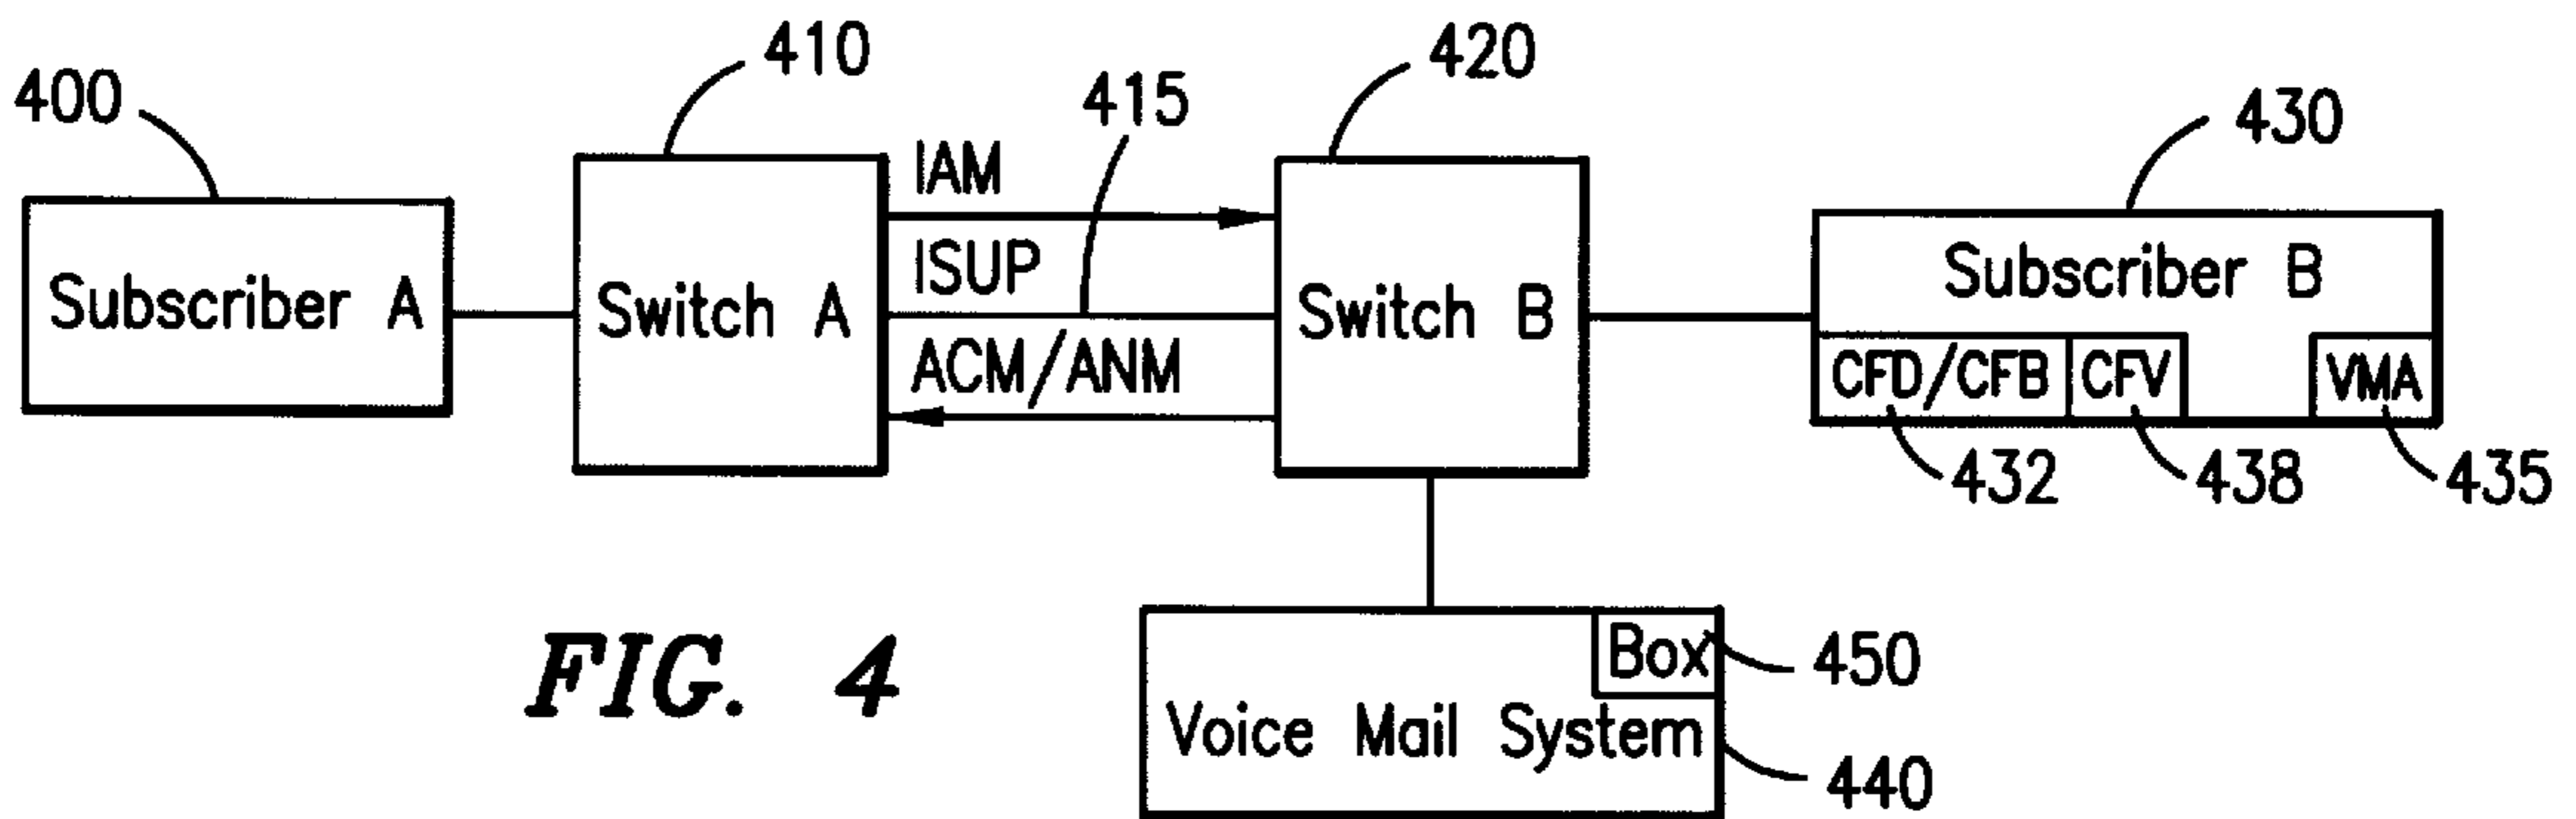 400
410
415
420
430
IAM
ISUP
ACM/ANM
Subscriber A
Switch A
Switch B
Subscriber B
CFD/CFB
CFV
VMA
432
438
435
Box
450
Voice Mail System
440
FIG. 4